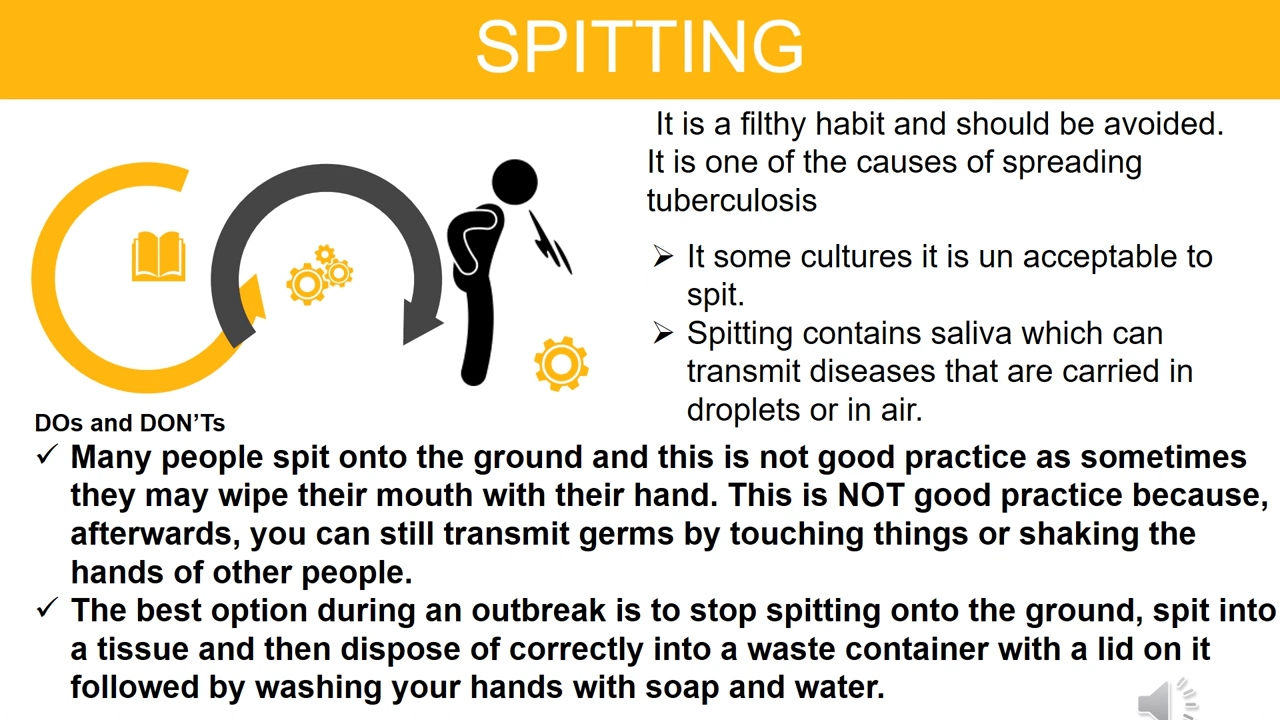 SPITTING
It is a filthy habit and should be avoided.
It is one of the causes of spreading
tuberculosis
➢ It some cultures it is un acceptable to
spit.
➢ Spitting contains saliva which can
transmit diseases that are carried in
droplets or in air.
DOs and DON’Ts
✓ Many people spit onto the ground and this is not good practice as sometimes
they may wipe their mouth with their hand. This is NOT good practice because,
afterwards, you can still transmit germs by touching things or shaking the
hands of other people.
✓ The best option during an outbreak is to stop spitting onto the ground, spit into
a tissue and then dispose of correctly into a waste container with a lid on it
followed by washing your hands with soap and water.